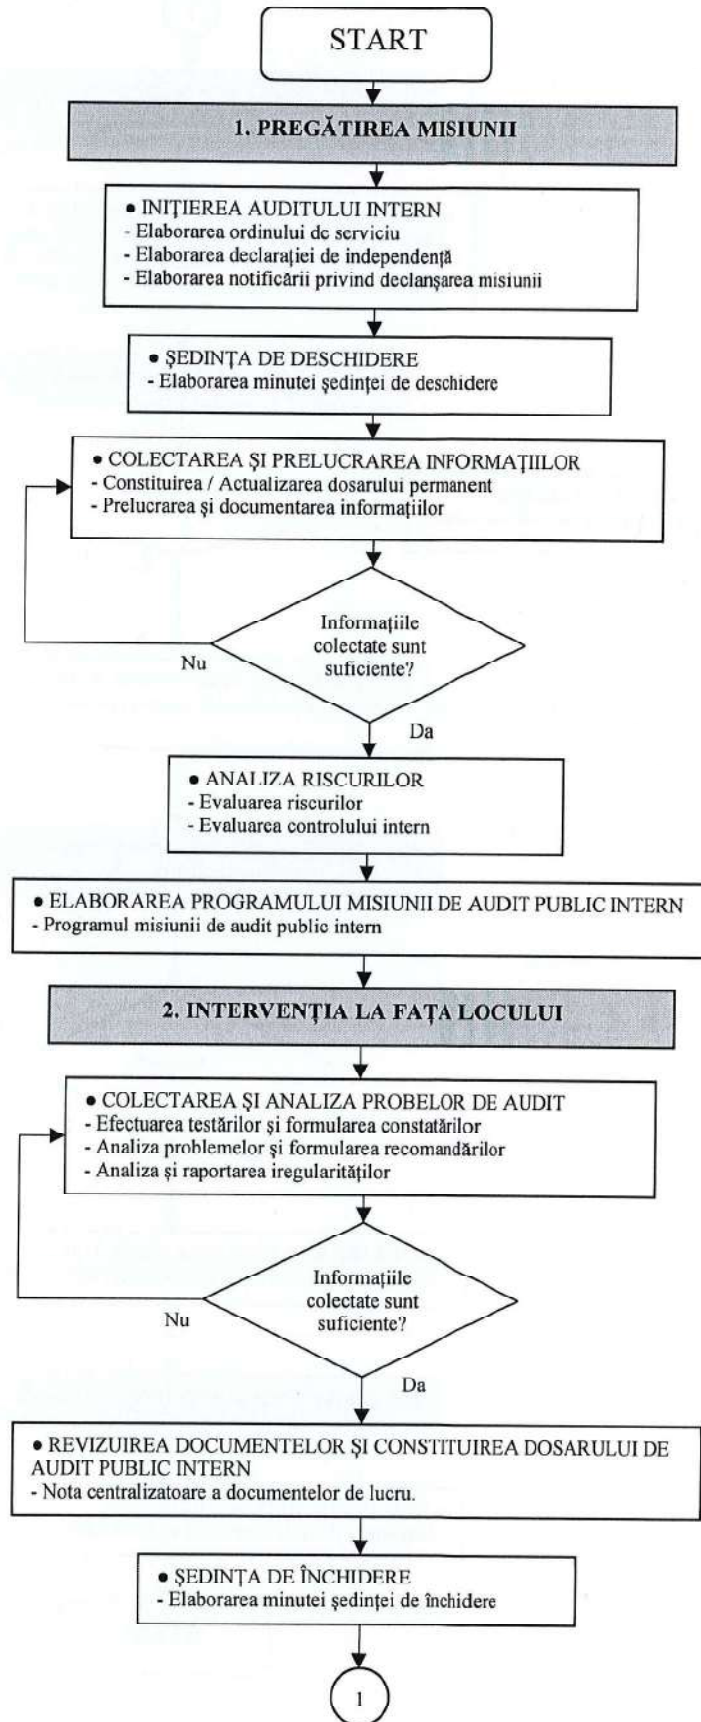 START
1. PREGĂTIREA MISIUNII
● INIȚIEREA AUDITULUI INTERN
- Elaborarea ordinului de serviciu
- Elaborarea declarației de independență
- Elaborarea notificării privind declanșarea misiunii
● ȘEDINȚA DE DESCHIDERE
- Elaborarea minutei ședinței de deschidere
● COLECTAREA ȘI PRELUCRAREA INFORMAȚIILOR
- Constituirea / Actualizarea dosarului permanent
- Prelucrarea și documentarea informațiilor
Informațiile
colectate sunt
suficiente?
Nu
Da
● ANALIZA RISCURILOR
- Evaluarea riscurilor
- Evaluarea controlului intern
● ELABORAREA PROGRAMULUI MISIUNII DE AUDIT PUBLIC INTERN
- Programul misiunii de audit public intern
2. INTERVENȚIA LA FAȚA LOCULUI
● COLECTAREA ȘI ANALIZA PROBELOR DE AUDIT
- Efectuarea testărilor și formularea constatărilor
- Analiza problemelor și formularea recomandărilor
- Analiza și raportarea iregularităților
Informațiile
colectate sunt
suficiente?
Nu
Da
● REVIZUIREA DOCUMENTELOR ȘI CONSTITUIREA DOSARULUI DE
AUDIT PUBLIC INTERN
- Nota centralizatoare a documentelor de lucru.
● ȘEDINȚA DE ÎNCHIDERE
- Elaborarea minutei ședinței de închidere
1